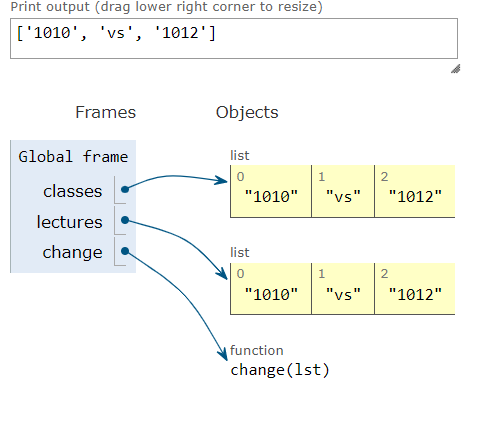 Print output (drag lower right corner to resize)
['1010', 'vs', '1012']
Frames Objects
Global frame
classes
lectures
change
list
0 1 2
"1010" "vs" "1012"
list
0 1 2
"1010" "vs" "1012"
function
change(lst)